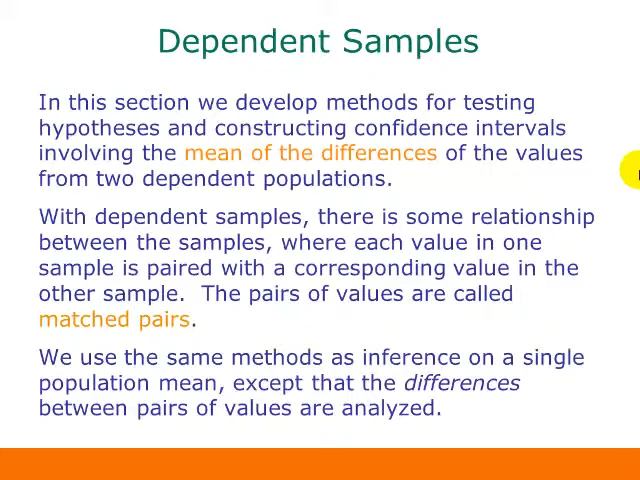 Dependent Samples
In this section we develop methods for testing
hypotheses and constructing confidence intervals
involving the mean of the differences of the values
from two dependent populations.
With dependent samples, there is some relationship
between the samples, where each value in one
sample is paired with a corresponding value in the
other sample.  The pairs of values are called
matched pairs.
We use the same methods as inference on a single
population mean, except that the differences
between pairs of values are analyzed.